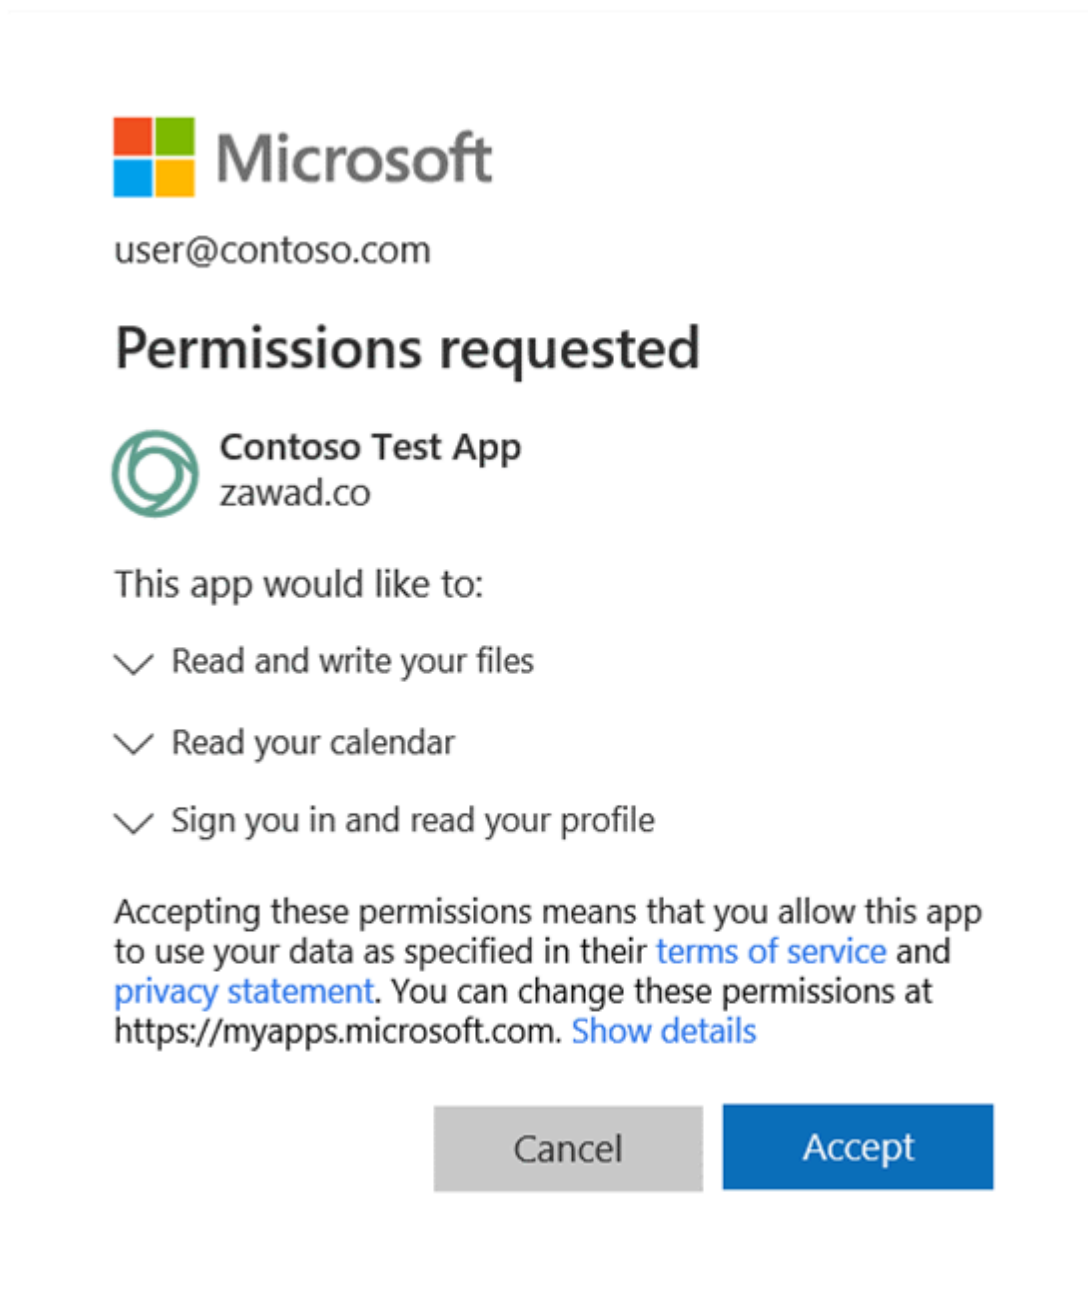 Microsoft
user@contoso.com
Permissions requested
Contoso Test App
zawad.co
This app would like to:
Read and write your files
Read your calendar
Sign you in and read your profile
Accepting these permissions means that you allow this app
to use your data as specified in their terms of service and
privacy statement. You can change these permissions at
https://myapps.microsoft.com. Show details
Cancel
Accept